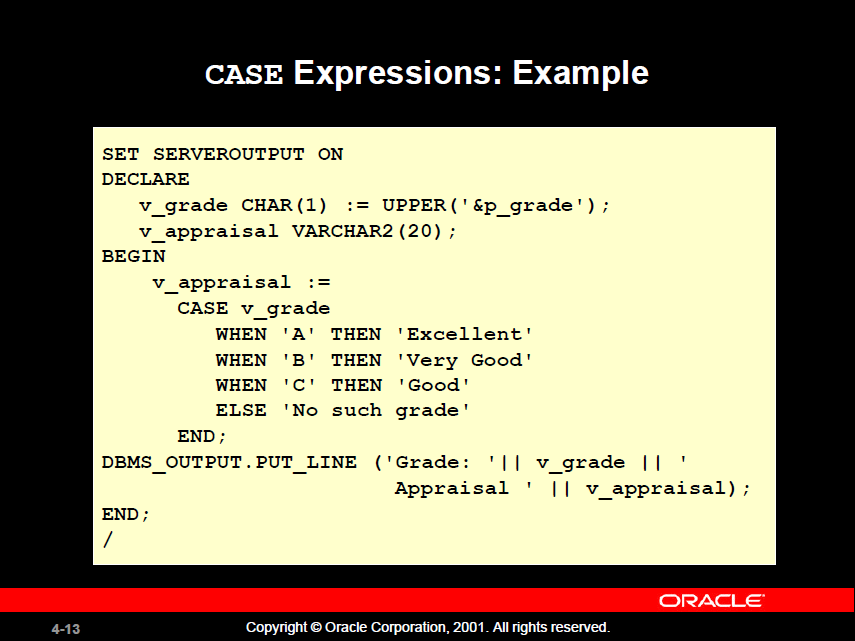 CASE Expressions: Example
SET SERVEROUTPUT ON
DECLARE
   v_grade CHAR(1) := UPPER('&p_grade');
   v_appraisal VARCHAR2(20);
BEGIN
    v_appraisal :=
      CASE v_grade
         WHEN 'A' THEN 'Excellent'
         WHEN 'B' THEN 'Very Good'
         WHEN 'C' THEN 'Good'
         ELSE 'No such grade'
      END;
DBMS_OUTPUT.PUT_LINE ('Grade: '|| v_grade || '
                       Appraisal ' || v_appraisal);
END;
/
ORACLE®
4-13
Copyright © Oracle Corporation, 2001. All rights reserved.